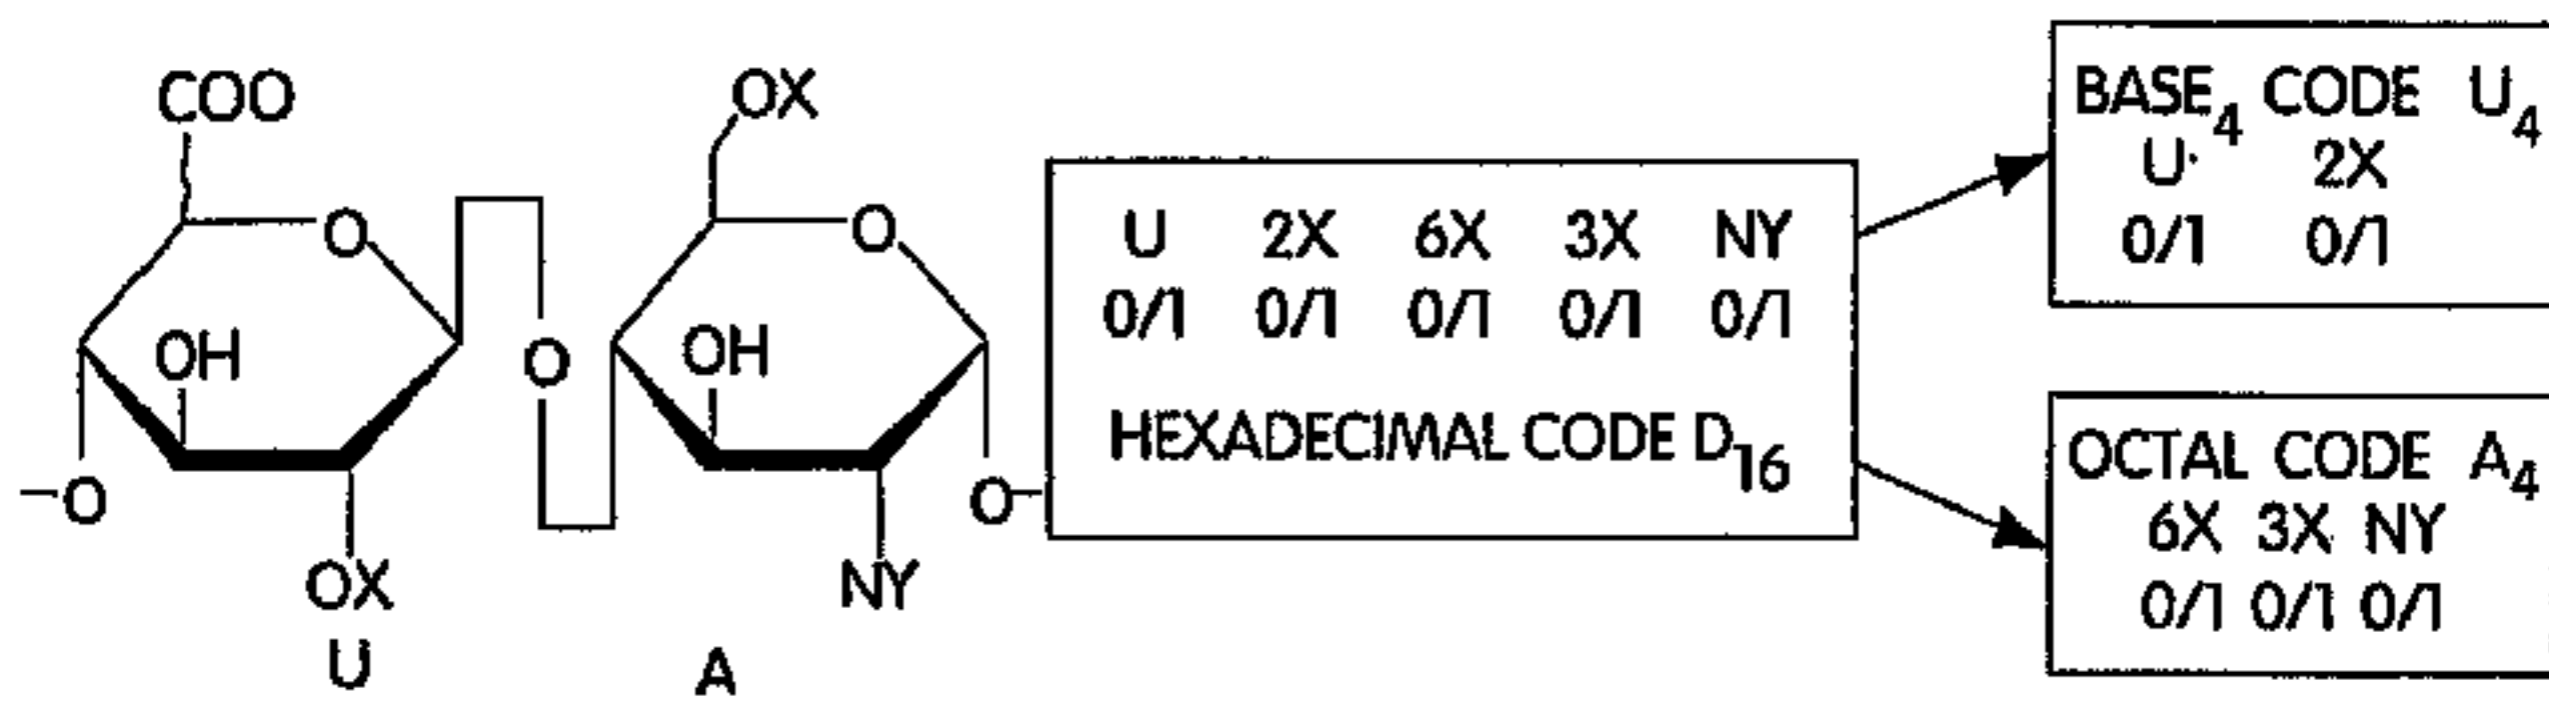 COO
OX
O
O
OH
OH
O
-O
O-
OX
NY
U
A
U 2X 6X 3X NY
0/1 0/1 0/1 0/1 0/1
HEXADECIMAL CODE D16
BASE4 CODE U4
U 2X
0/1 0/1
OCTAL CODE A4
6X 3X NY
0/1 0/1 0/1